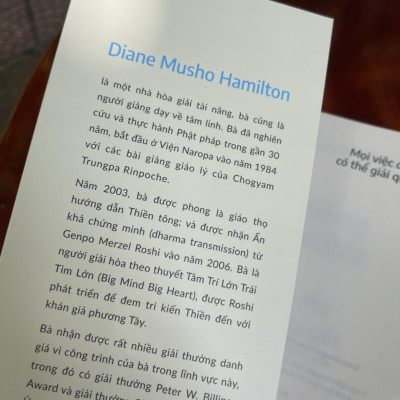 Diane Musho Hamilton
là một nhà hòa giải tài năng, bà cũng là
người giảng dạy về tâm linh. Bà đã nghiên
cứu và thực hành Phật pháp trong gần 30
năm, bắt đầu ở Viện Naropa vào năm 1984
với các bài giảng giáo lý của Chogyam
Trungpa Rinpoche.
Năm 2003, bà được phong là giáo thọ
hướng dẫn Thiền tông; và được nhận Ấn
khả chứng minh (dharma transmission) từ
Genpo Merzel Roshi vào năm 2006. Bà là
người giải hòa theo thuyết Tâm Trí Lớn Trái
Tim Lớn (Big Mind Big Heart), được Roshi
phát triển để đem tri kiến Thiền đến với
khán giả phương Tây.
Bà nhận được rất nhiều giải thưởng danh
giá vì công trình của bà trong lĩnh vực này,
trong đó có giải thưởng Peter W. Billin
Award và giải thưởng
Mọi việc
có thể giải